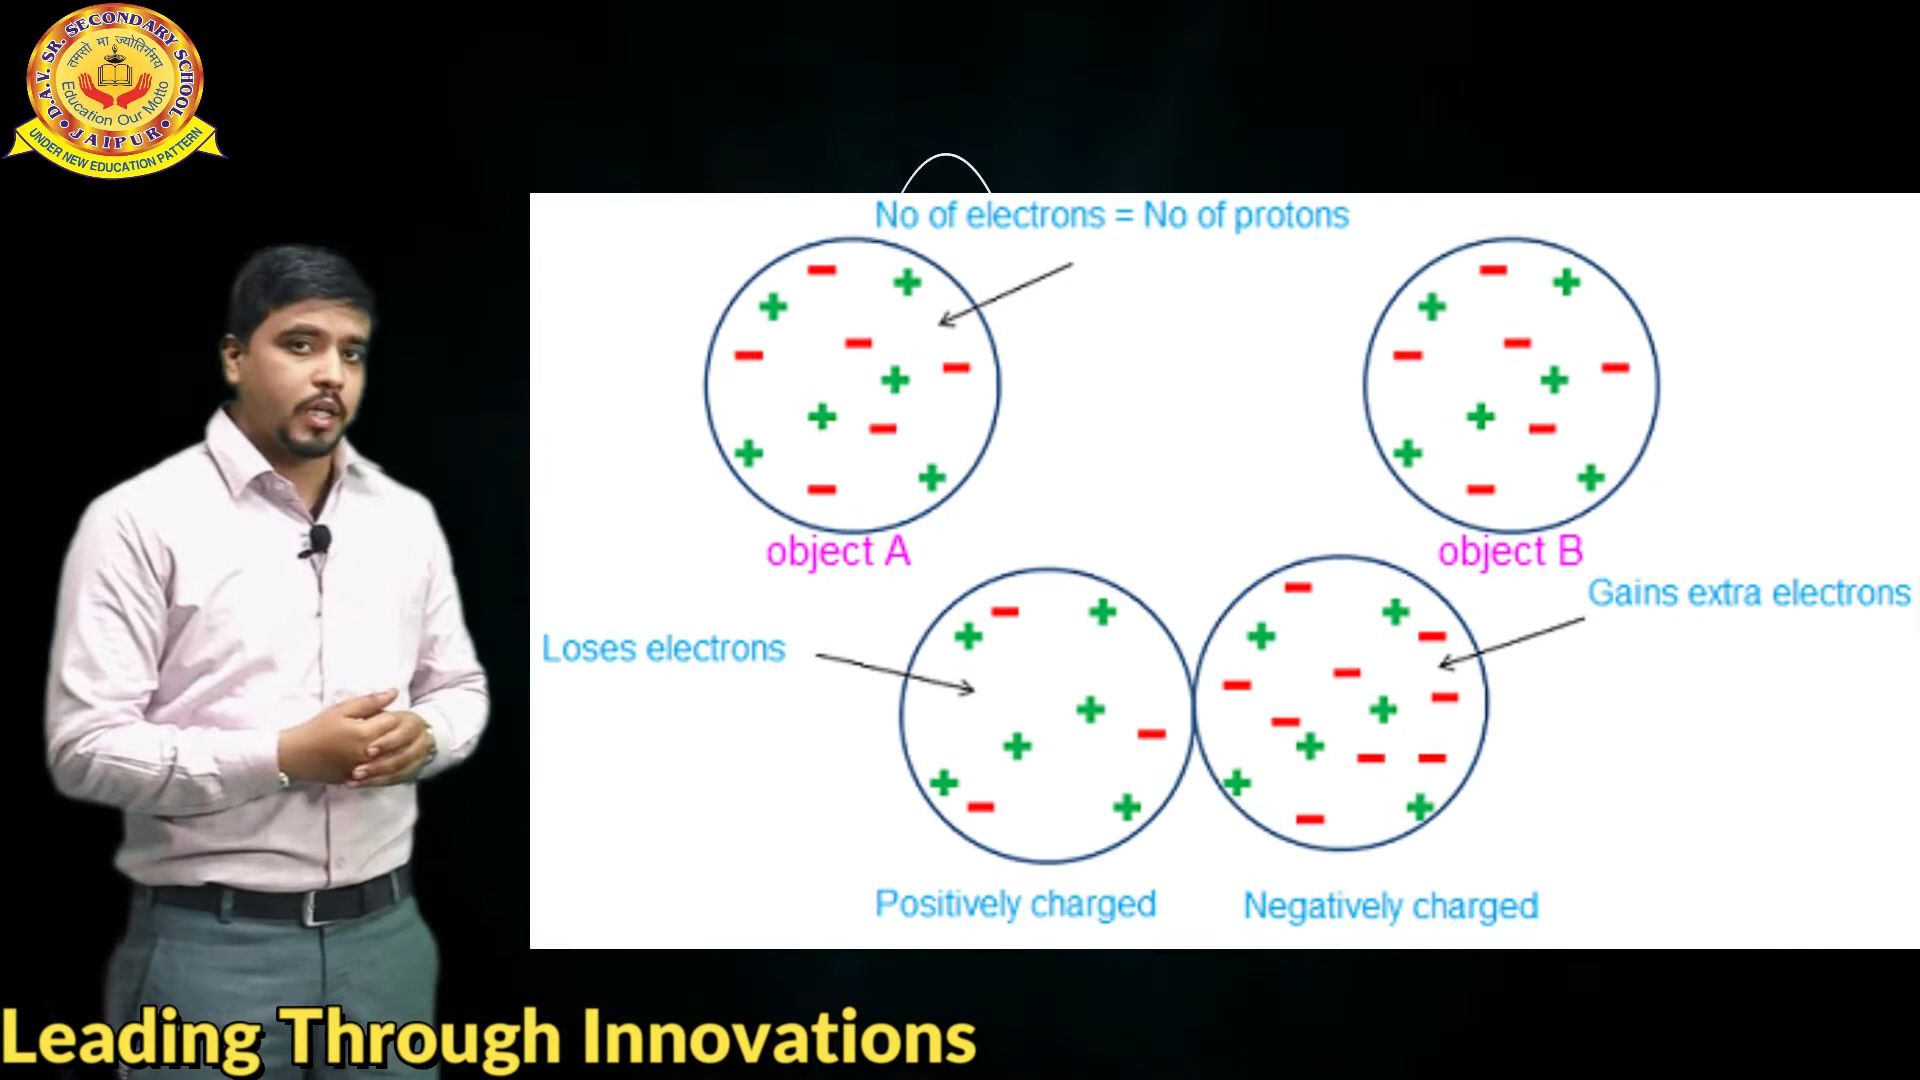 D.A.V. SR. SECONDARY SCHOOL
तमसो मा ज्योतिर्गमय
Education Our Motto
JAIPUR
UNDER NEW EDUCATION PATTERN
No of electrons = No of protons
object A
object B
Gains extra electrons
Loses electrons
Positively charged
Negatively charged
Leading Through Innovations